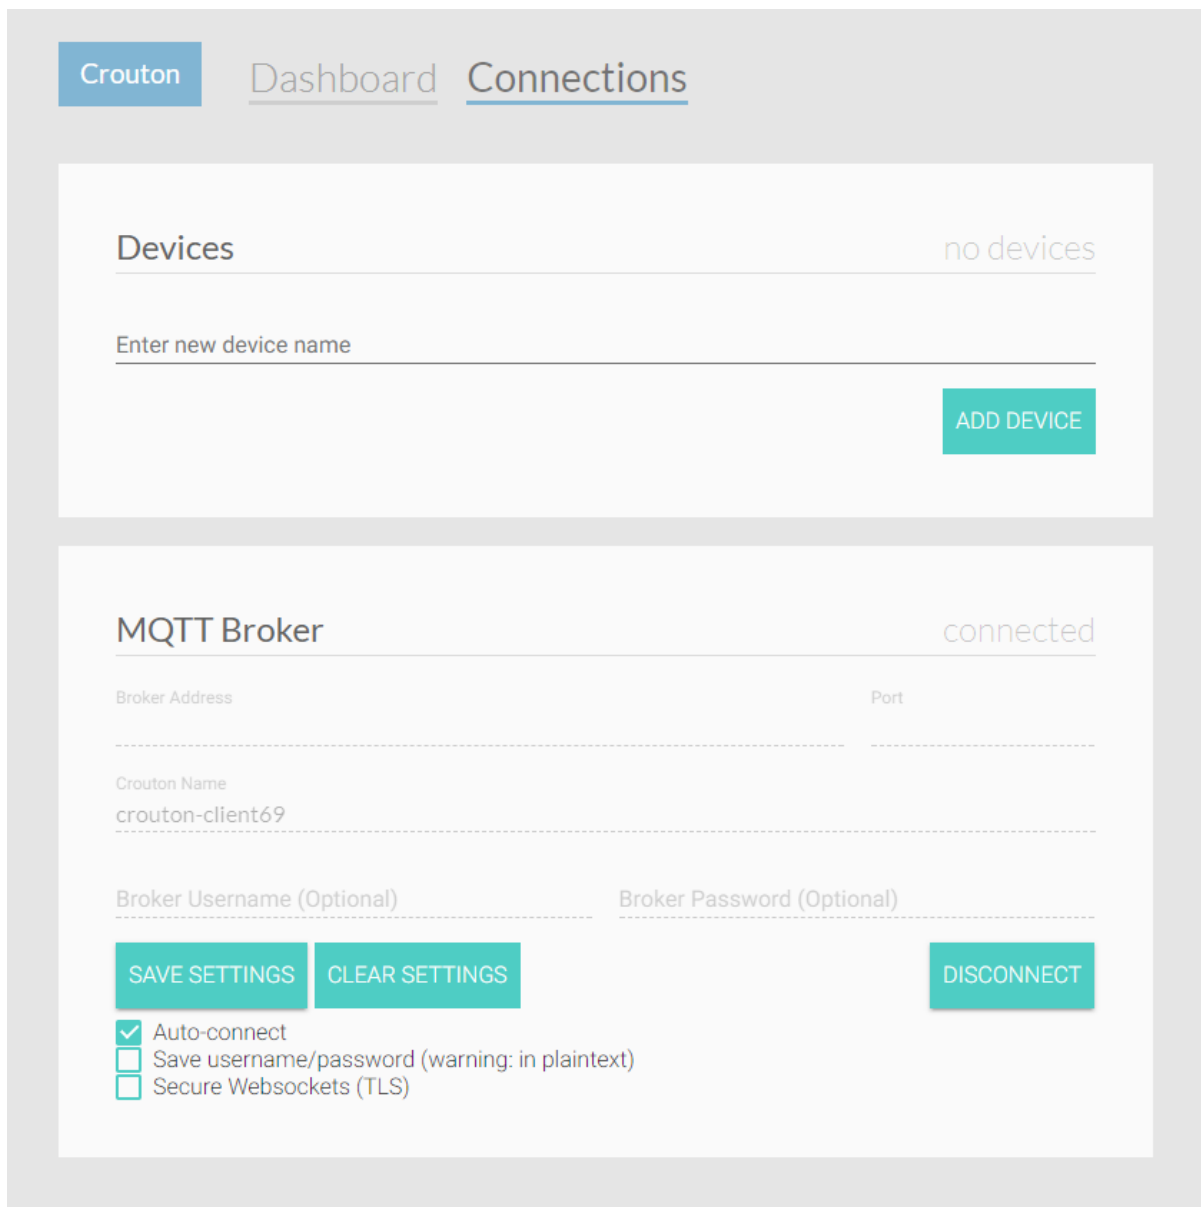 Crouton Dashboard Connections
Devices no devices
Enter new device name
ADD DEVICE
MQTT Broker connected
Broker Address Port
Crouton Name
crouton-client69
Broker Username (Optional) Broker Password (Optional)
SAVE SETTINGS CLEAR SETTINGS DISCONNECT
Auto-connect
Save username/password (warning: in plaintext)
Secure Websockets (TLS)